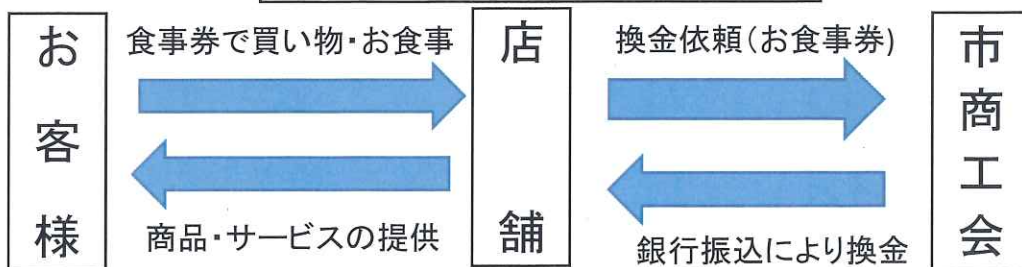 お客様
食事券で買い物・お食事
商品・サービスの提供
店舗
換金依頼(お食事券)
銀行振込により換金
市商工会